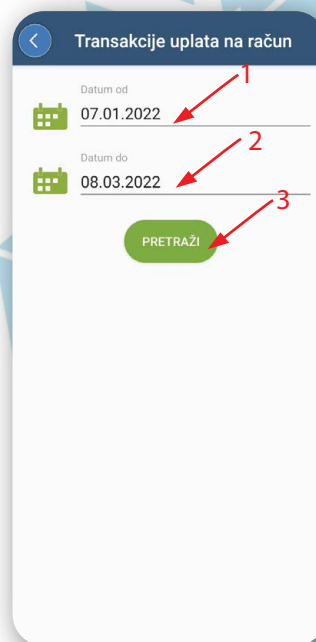 Transakcije uplata na račun
1
Datum od
07.01.2022
2
Datum do
08.03.2022
3
PRETRAŽI